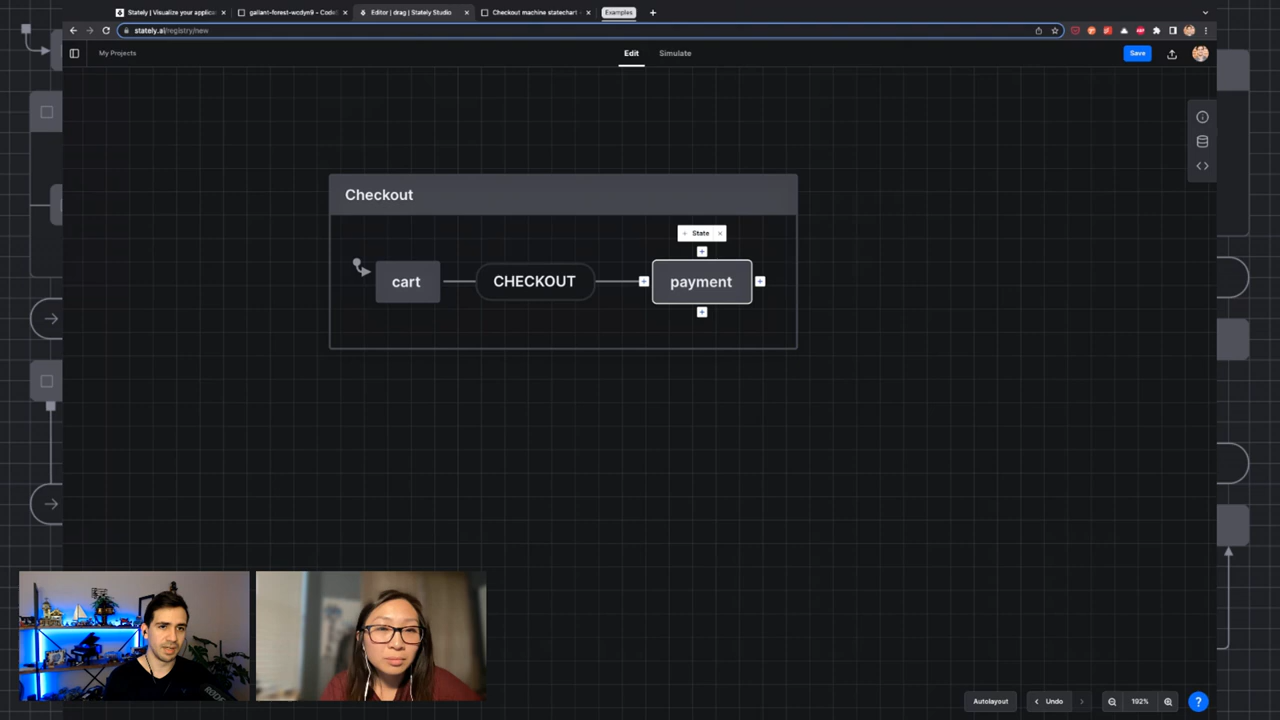 Stately | Visualize your applica
gallant-forest-wcdyn9 – Code
Editor | drag | Stately Studio
Checkout machine statechart
Examples
stately.ai/registry/new
My Projects
Edit
Simulate
Save
Checkout
State
cart
CHECKOUT
payment
Autolayout
Undo
192%
?